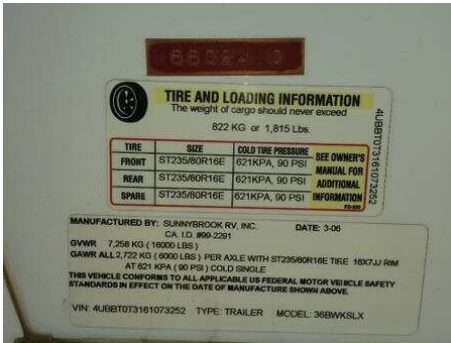 TIRE AND LOADING INFORMATION
The weight of cargo should never exceed
822 KG or 1,815 Lbs.
TIRE SIZE COLD TIRE PRESSURE SEE OWNER'S MANUAL FOR ADDITIONAL INFORMATION
FRONT ST235/80R16E 621KPA, 90 PSI
REAR ST235/80R16E 621KPA, 90 PSI
SPARE ST235/80R16E 621KPA, 90 PSI
4UBBT0T3161073252
MANUFACTURED BY: SUNNYBROOK RV, INC. DATE: 3-06
CA. I.D. #99-2291
GVWR 7,258 KG (16000 LBS)
GAWR ALL 2,722 KG (6000 LBS) PER AXLE WITH ST235/80R16E TIRE 16X7JJ RIM
AT 621 KPA (90 PSI) COLD SINGLE
THIS VEHICLE CONFORMS TO ALL APPLICABLE US FEDERAL MOTOR VEHICLE SAFETY
STANDARDS IN EFFECT ON THE DATE OF MANUFACTURE SHOWN ABOVE.
VIN: 4UBBT0T3161073252 TYPE: TRAILER MODEL: 36BWKSLX